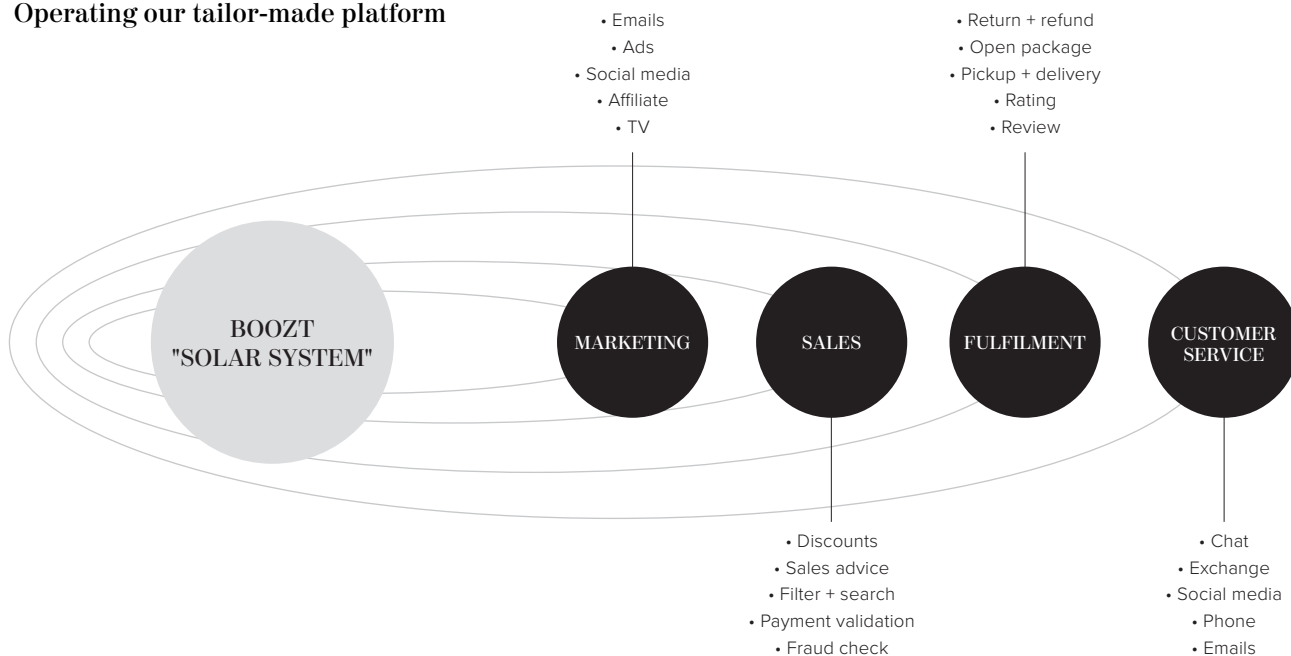 Operating our tailor-made platform
• Emails
• Ads
• Social media
• Affiliate
• TV
• Return + refund
• Open package
• Pickup + delivery
• Rating
• Review
BOOZT
"SOLAR SYSTEM"
MARKETING
SALES
FULFILMENT
CUSTOMER
SERVICE
• Discounts
• Sales advice
• Filter + search
• Payment validation
• Fraud check
• Chat
• Exchange
• Social media
• Phone
• Emails